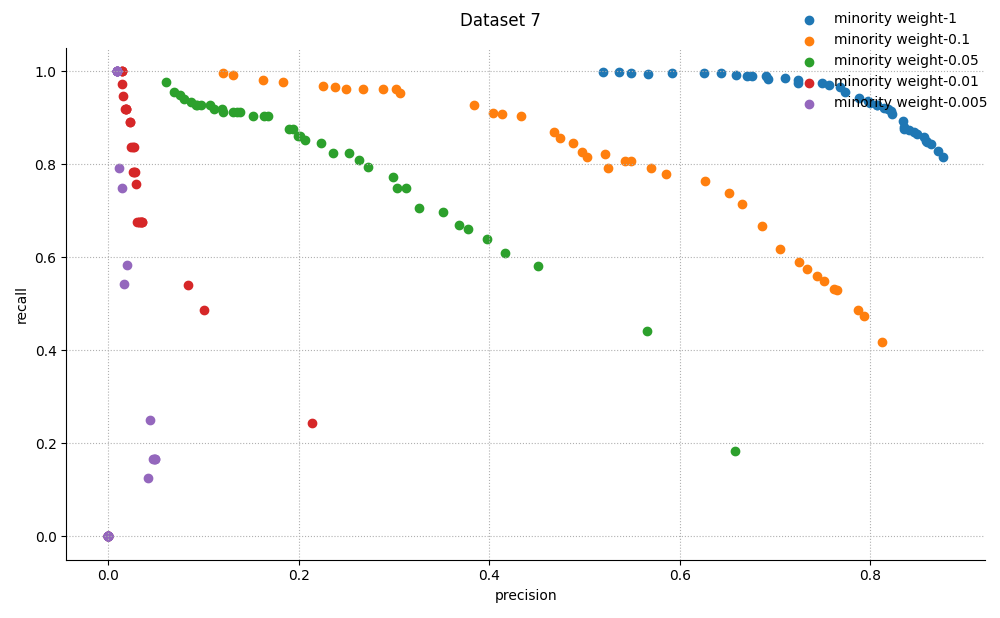 Dataset 7
minority weight-1
minority weight-0.1
minority weight-0.05
minority weight-0.01
minority weight-0.005
1.0
0.8
0.6
0.4
0.2
0.0
recall
0.0 0.2 0.4 0.6 0.8
precision